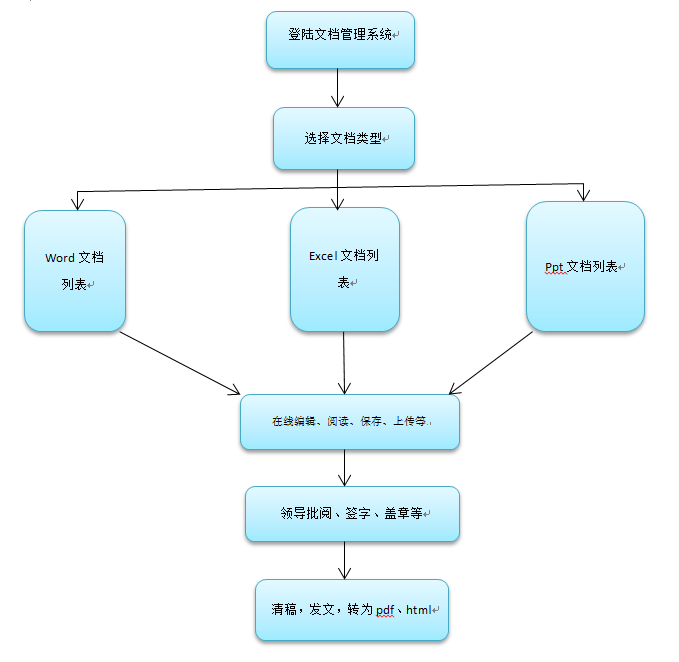 登陆文档管理系统
选择文档类型
Word 文档
列表
Excel 文档列
表
Ppt 文档列表
在线编辑、阅读、保存、上传等.
领导批阅、签字、盖章等
清稿，发文，转为 pdf、html